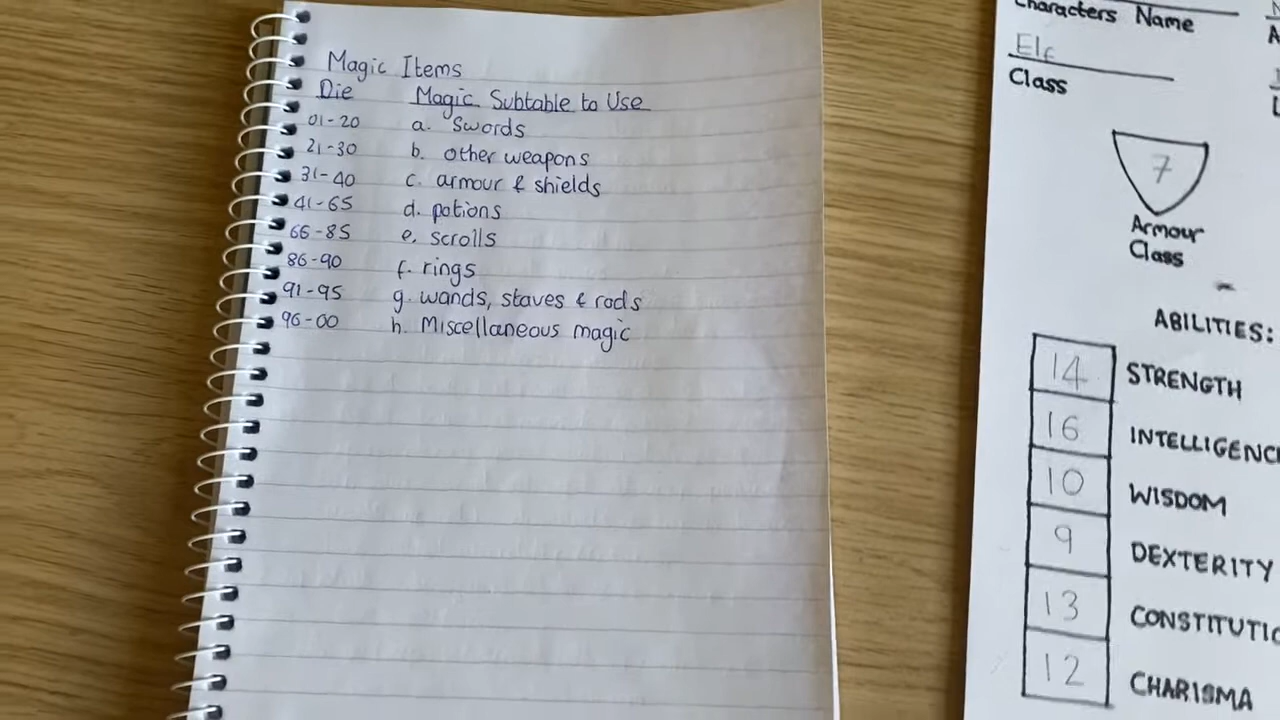 Magic Items
Die Magic Subtable to Use
01-20 a. Swords
21-30 b. other weapons
31-40 c. armour & shields
41-65 d. potions
66-85 e. scrolls
86-90 f. rings
91-95 g. wands, staves & rods
96-00 h. Miscellaneous magic
Characters Name
Elf
Class
7
Armour
Class
ABILITIES:
14 STRENGTH
16 INTELLIGENC
10 WISDOM
9 DEXTERITY
13 CONSTITUTIO
12 CHARISMA